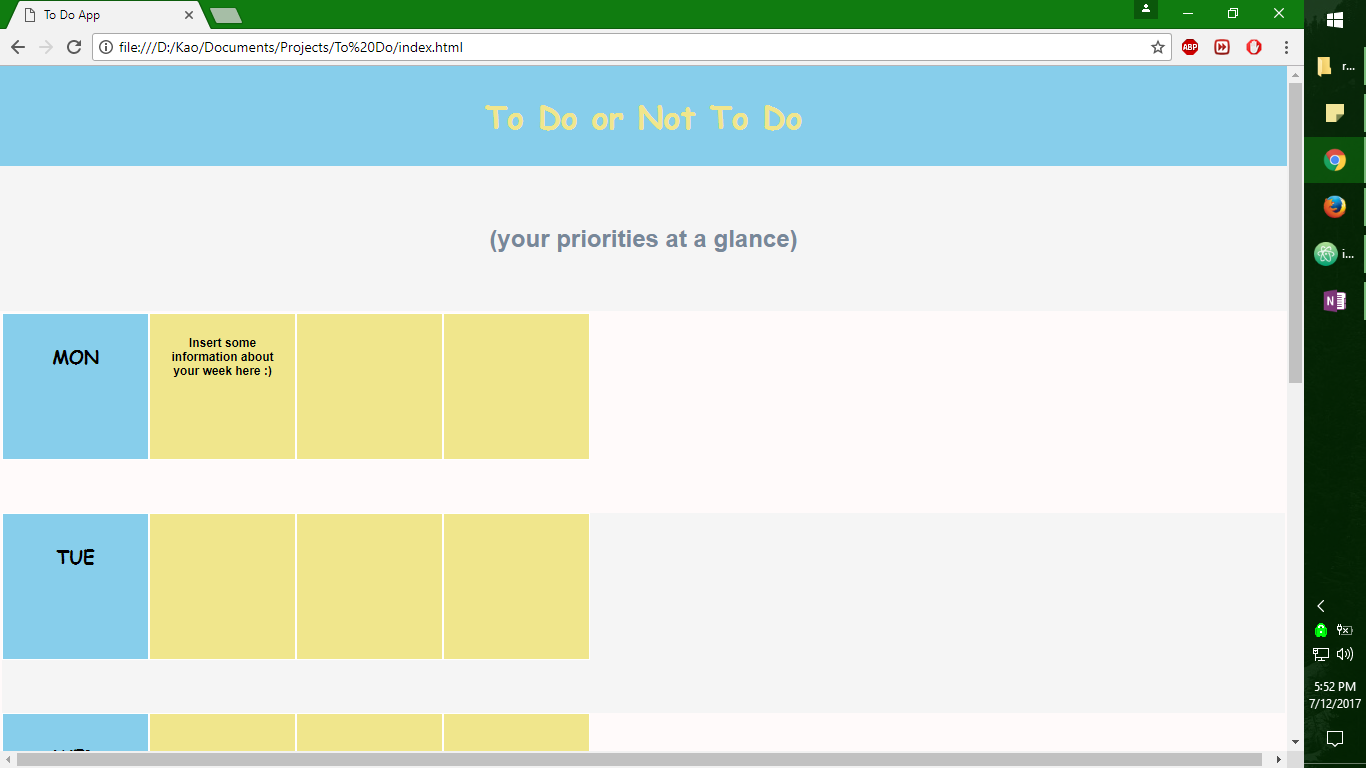 To Do App
file:///D:/Kao/Documents/Projects/To%20Do/index.html
ABP
r...
To Do or Not To Do
(your priorities at a glance)
MON
Insert some
information about
your week here :)
TUE
i...
N
5:52 PM
7/12/2017